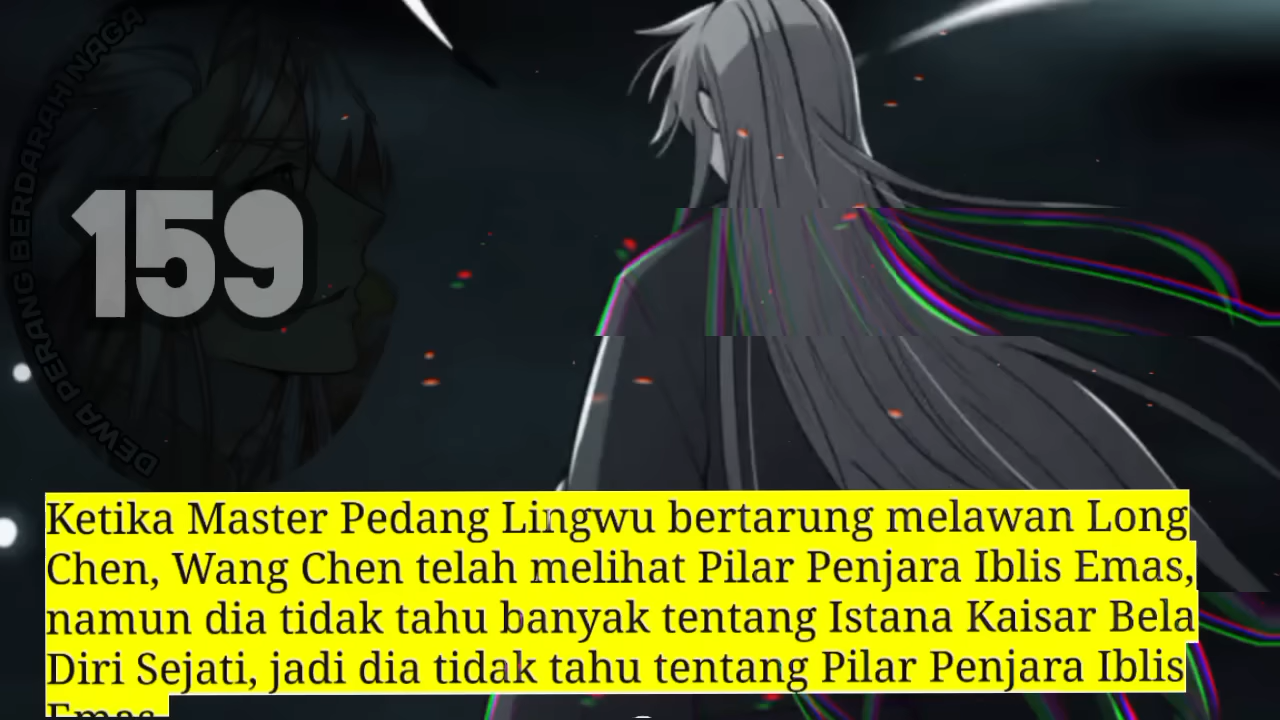 DEWA PERANG BERDARAH NAGA
159
Ketika Master Pedang Lingwu bertarung melawan Long
Chen, Wang Chen telah melihat Pilar Penjara Iblis Emas,
namun dia tidak tahu banyak tentang Istana Kaisar Bela
Diri Sejati, jadi dia tidak tahu tentang Pilar Penjara Iblis
Emas.